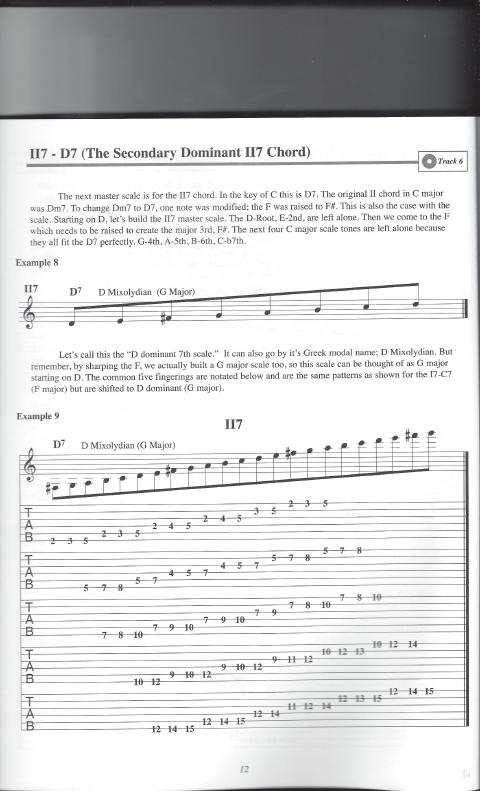 II7 - D7 (The Secondary Dominant II7 Chord)
Track 6
The next master scale is for the II7 chord. In the key of C this is D7. The original II chord in C major
was Dm7. To change Dm7 to D7, one note was modified; the F was raised to F#. This is also the case with the
scale. Starting on D, let's build the II7 master scale. The D-Root, E-2nd, are left alone. Then we come to the F
which needs to be raised to create the major 3rd, F#. The next four C major scale tones are left alone because
they all fit the D7 perfectly. G-4th, A-5th, B-6th, C-b7th.
Example 8
II7 D7 D Mixolydian (G Major)
Let's call this the "D dominant 7th scale." It can also go by it's Greek modal name; D Mixolydian. But
remember, by sharping the F, we actually built a G major scale too, so this scale can be thought of as G major
starting on D. The common five fingerings are notated below and are the same patterns as shown for the I7-C7
(F major) but are shifted to D dominant (G major).
Example 9
II7
D7 D Mixolydian (G Major)
T
A
B
2 3 5 2 3 5 2 4 5 2 4 5 3 5 2 3 5
T
A
B
5 7 8 5 7 4 5 7 4 5 7 5 7 8 5 7 8
T
A
B
7 8 10 7 9 10 7 9 10 7 9 7 8 10 7 8 10
T
A
B
10 12 9 10 12 9 10 12 9 11 12 10 12 13 10 12 14
T
A
B
12 14 15 12 14 15 12 14 11 12 14 12 13 15 12 14 15
12